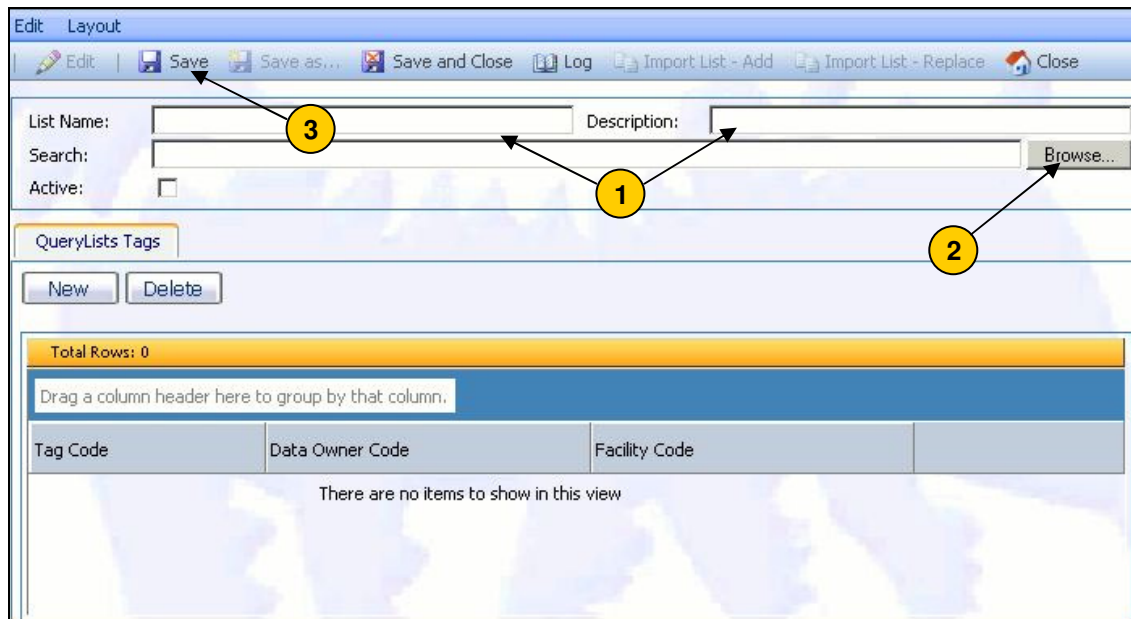 Edit Layout
| Edit | Save Save as... Save and Close Log Import List - Add Import List - Replace Close
List Name: Description:
3
Search: Browse...
1
Active:
2
QueryLists Tags
New Delete
Total Rows: 0
Drag a column header here to group by that column.
Tag Code Data Owner Code Facility Code
There are no items to show in this view